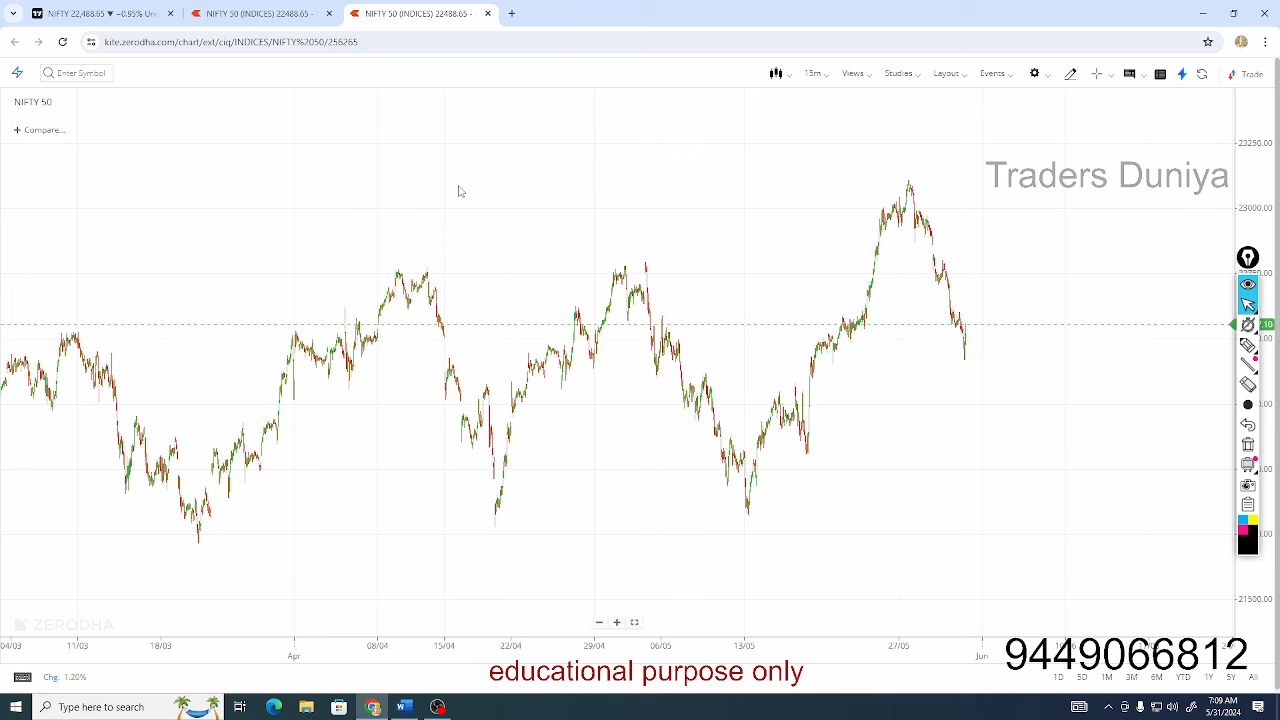 NIFTY 22,488.65 ▼ −0.95% Un
NIFTY 50 (INDICES) 22488.65 -
NIFTY 50 (INDICES) 22488.65 -
kite.zerodha.com/chart/ext/ciq/INDICES/NIFTY%2050/256265
Enter Symbol
15m
Views
Studies
Layout
Events
Trade
NIFTY 50
+ Compare...
Traders Duniya
23250.00
23000.00
21500.00
ZERODHA
04/03 11/03 18/03 Apr 08/04 15/04 22/04 29/04 06/05 13/05 27/05 Jun
9449066812
educational purpose only
Chg. 1.20%
1D 5D 1M 6M YTD 1Y 5Y All
Type here to search
7:09 AM
5/31/2024